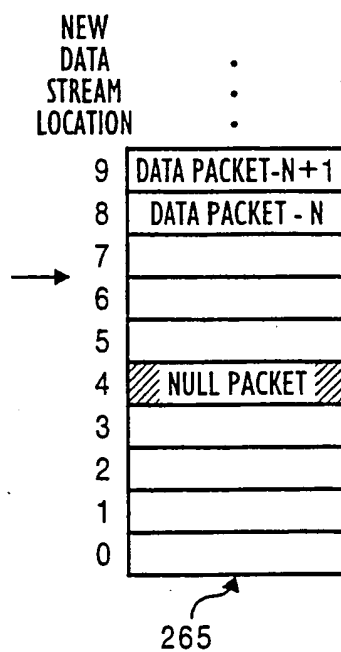 NEW
DATA
STREAM
LOCATION
9 DATA PACKET-N+1
8 DATA PACKET - N
7
6
5
4 NULL PACKET
3
2
1
0
265